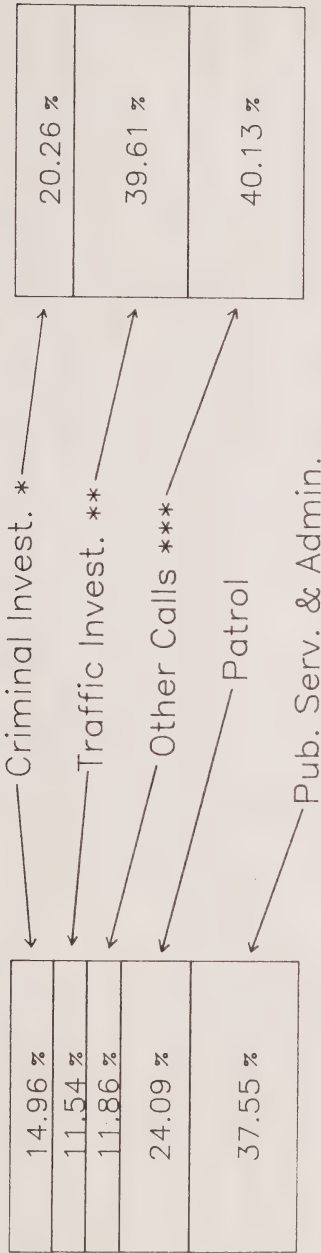 14.96 %
11.54 %
11.86 %
24.09 %
37.55 %
Criminal Invest. *
Traffic Invest. **
Other Calls ***
Patrol
Pub. Serv. & Admin.
20.26 %
39.61 %
40.13 %